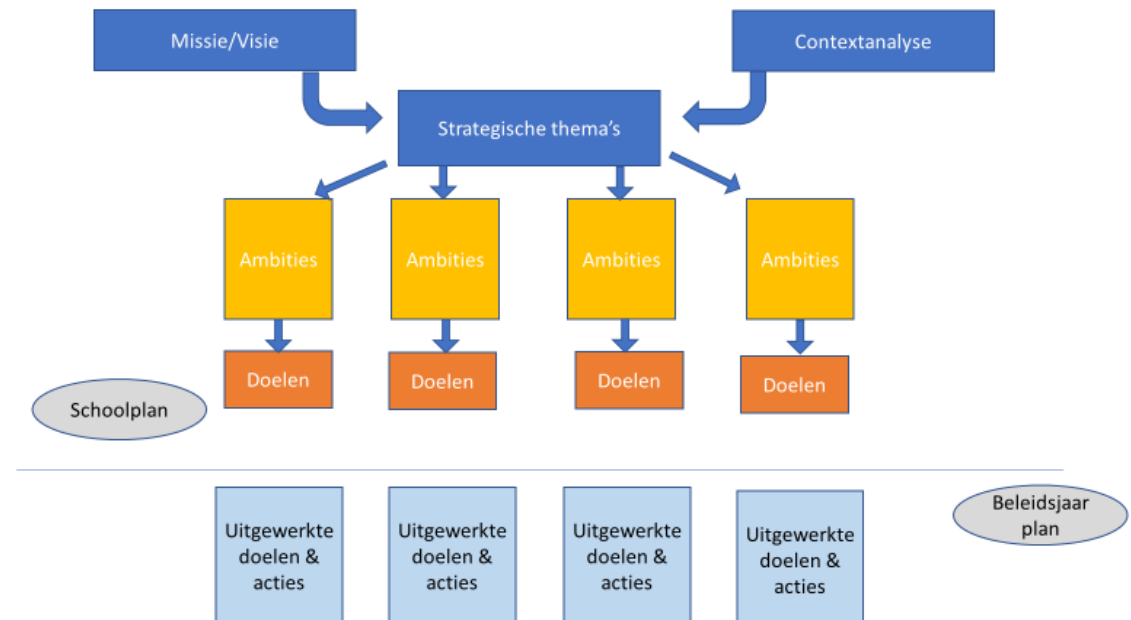 Missie/Visie
Contextanalyse
Strategische thema's
Ambities
Ambities
Ambities
Ambities
Doelen
Doelen
Doelen
Doelen
Schoolplan
Beleidsjaar
plan
Uitgewerkte
doelen &
acties
Uitgewerkte
doelen &
acties
Uitgewerkte
doelen &
acties
Uitgewerkte
doelen &
acties